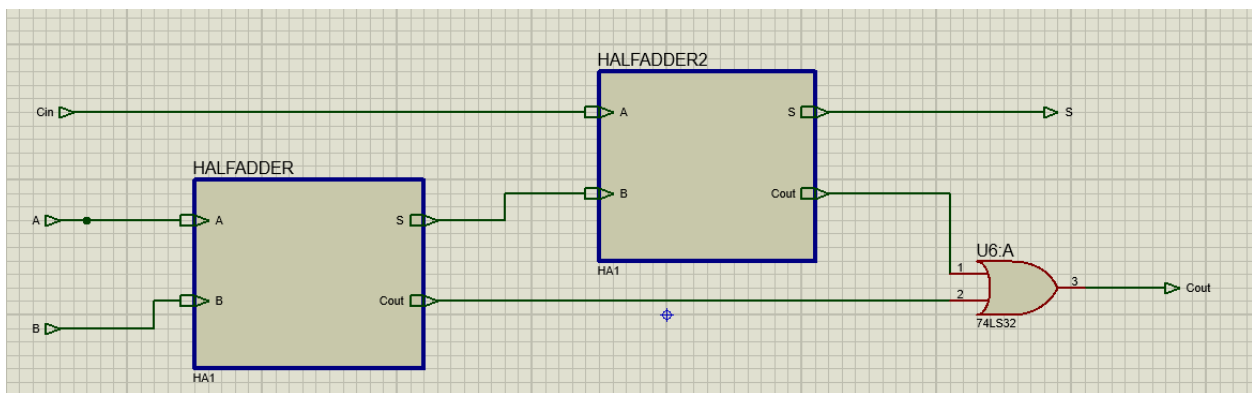 HALFADDER2
Cin
A
S
S
HALFADDER
B
Cout
A
A
S
U6:A
HA1
1
B
Cout
2
3
Cout
B
74LS32
HA1